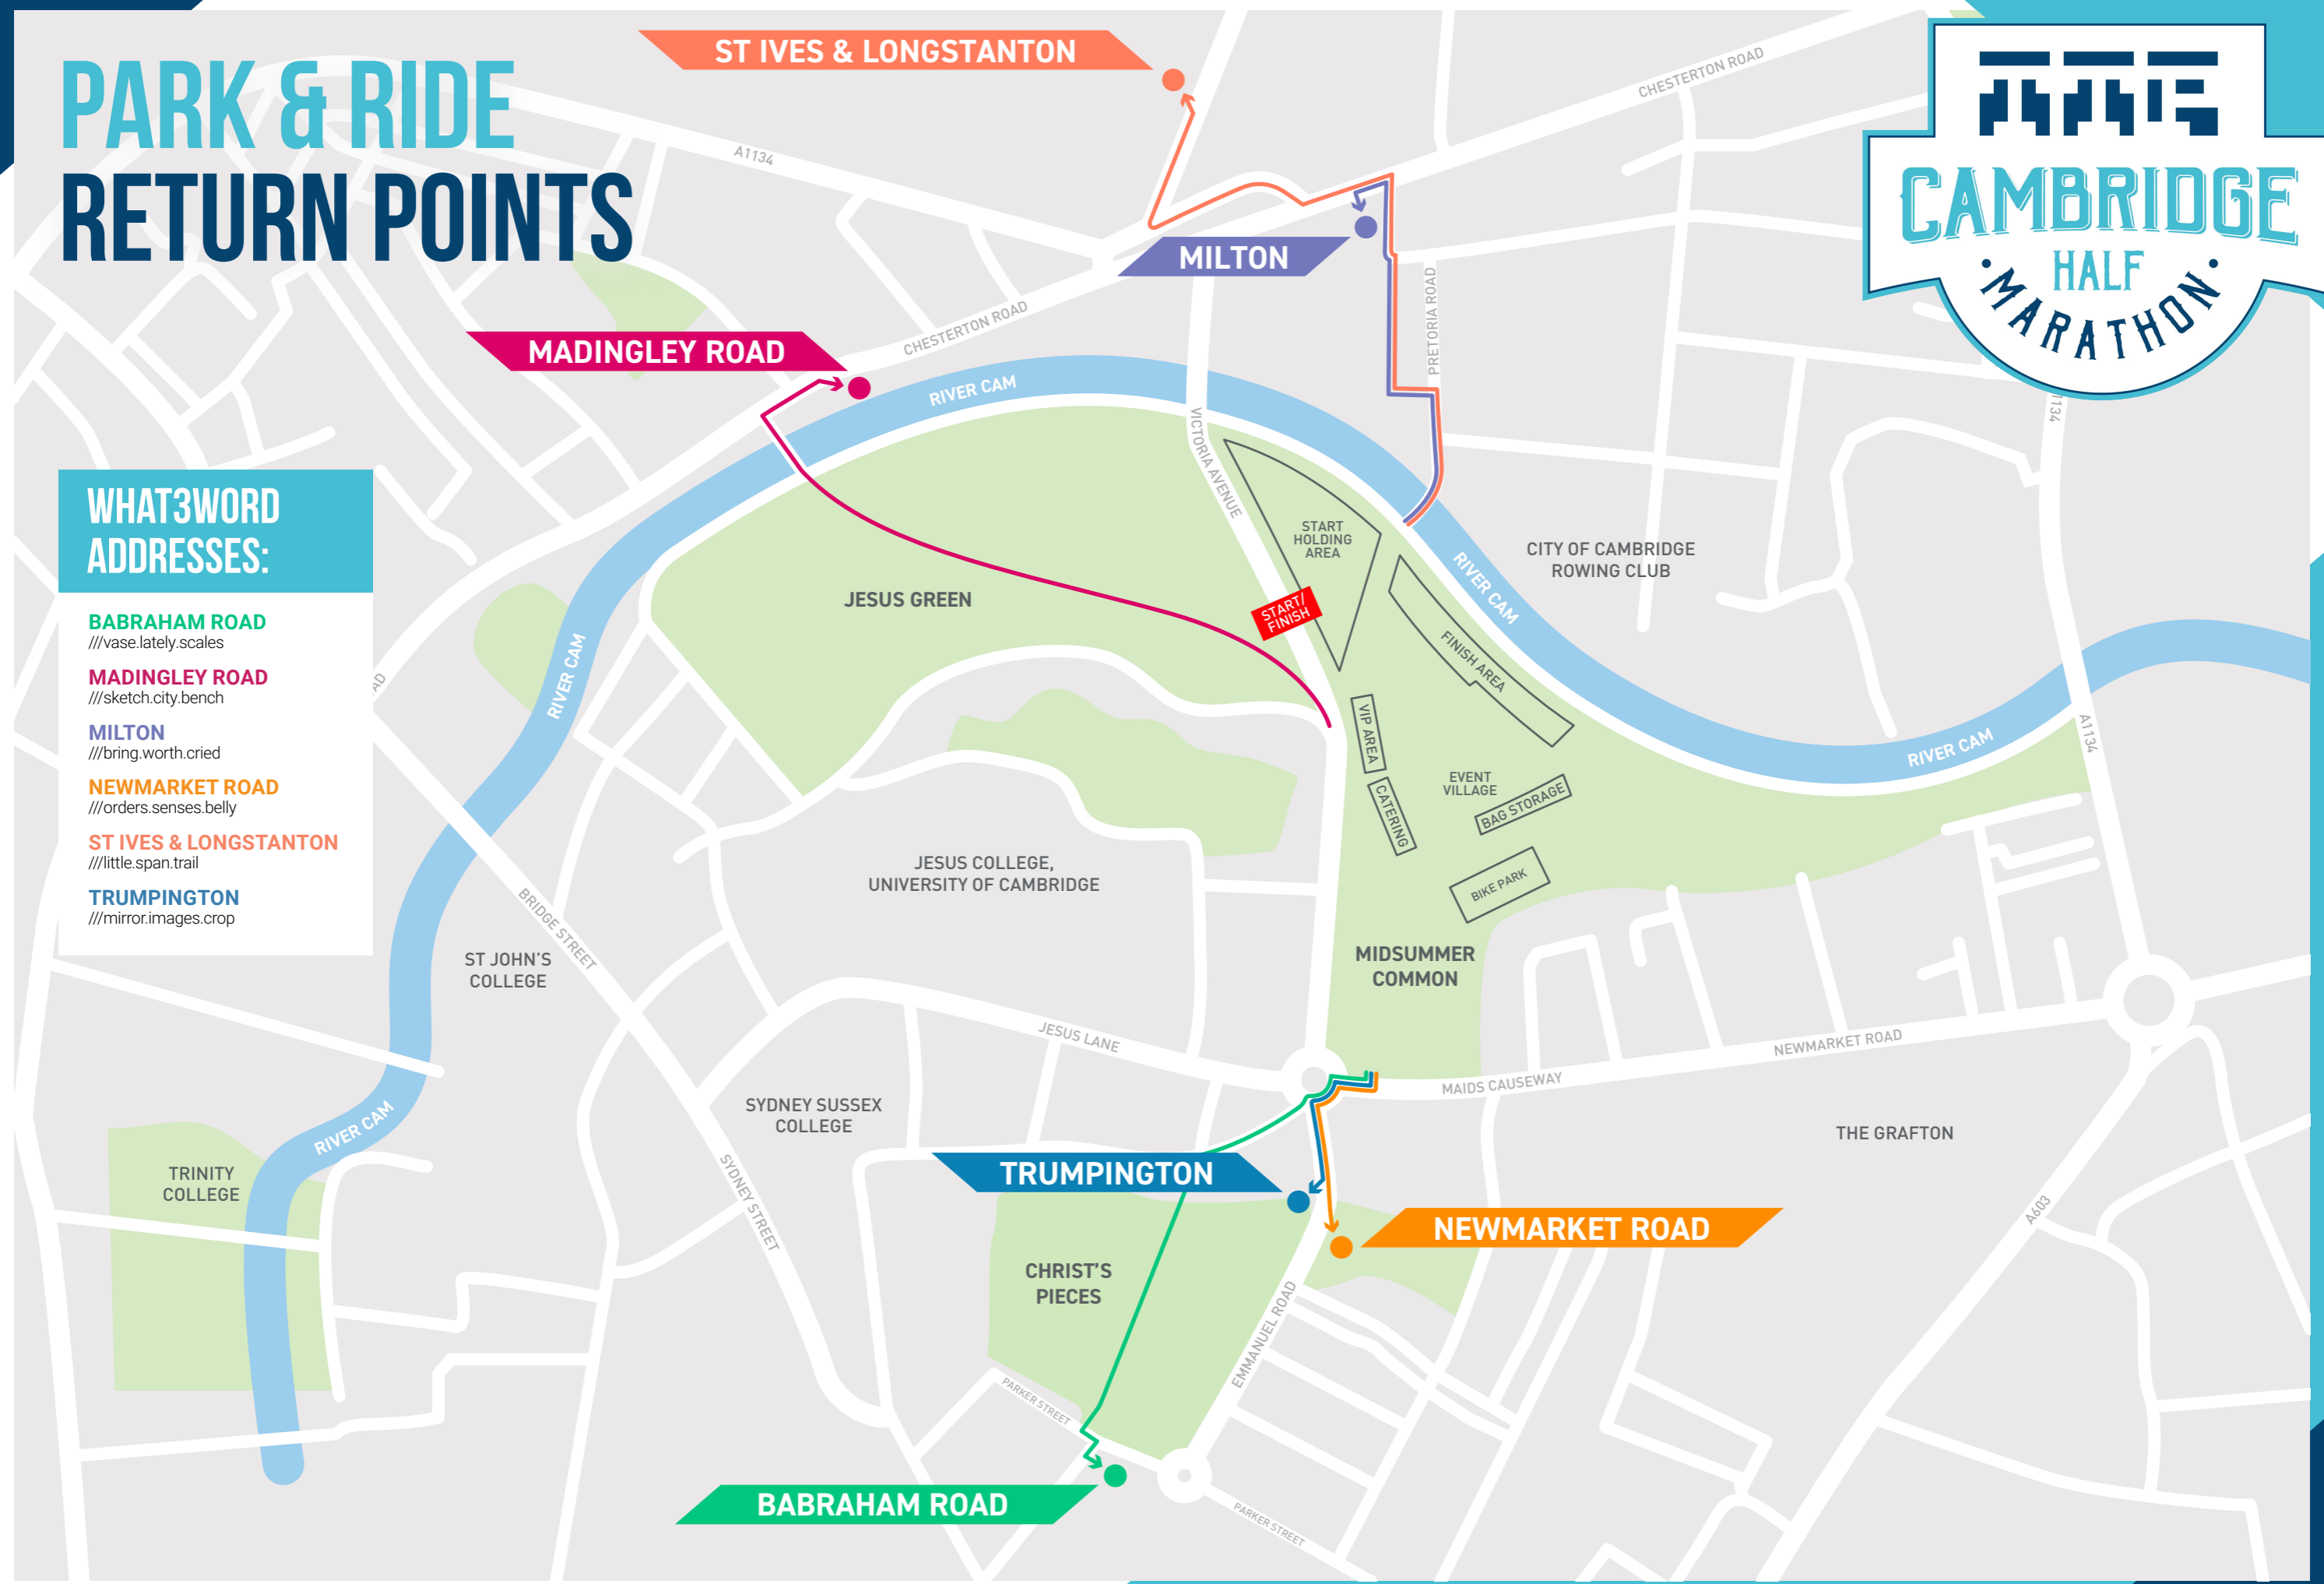 PARK & RIDE
RETURN POINTS
ST IVES & LONGSTANTON
CHESTERTON ROAD
CAMBRIDGE
HALF
MARATHON
A1134
MILTON
PRETORIA ROAD
CHESTERTON ROAD
MADINGLEY ROAD
RIVER CAM
VICTORIA AVENUE
1134
WHAT3WORD
ADDRESSES:
BABRAHAM ROAD
///vase.lately.scales
MADINGLEY ROAD
///sketch.city.bench
MILTON
///bring.worth.cried
NEWMARKET ROAD
///orders.senses.belly
ST IVES & LONGSTANTON
///little.span.trail
TRUMPINGTON
///mirror.images.crop
START
HOLDING
AREA
CITY OF CAMBRIDGE
ROWING CLUB
RIVER CAM
JESUS GREEN
START/
FINISH
FINISH AREA
RIVER CAM
AD
VIP AREA
EVENT
VILLAGE
CATERING
BAG STORAGE
BIKE PARK
RIVER CAM
A1134
JESUS COLLEGE,
UNIVERSITY OF CAMBRIDGE
BRIDGE STREET
ST JOHN'S
COLLEGE
MIDSUMMER
COMMON
JESUS LANE
NEWMARKET ROAD
MAIDS CAUSEWAY
RIVER CAM
SYDNEY SUSSEX
COLLEGE
THE GRAFTON
TRINITY
COLLEGE
SYDNEY STREET
TRUMPINGTON
NEWMARKET ROAD
A603
CHRIST'S
PIECES
EMMANUEL ROAD
PARKER STREET
BABRAHAM ROAD
PARKER STREET